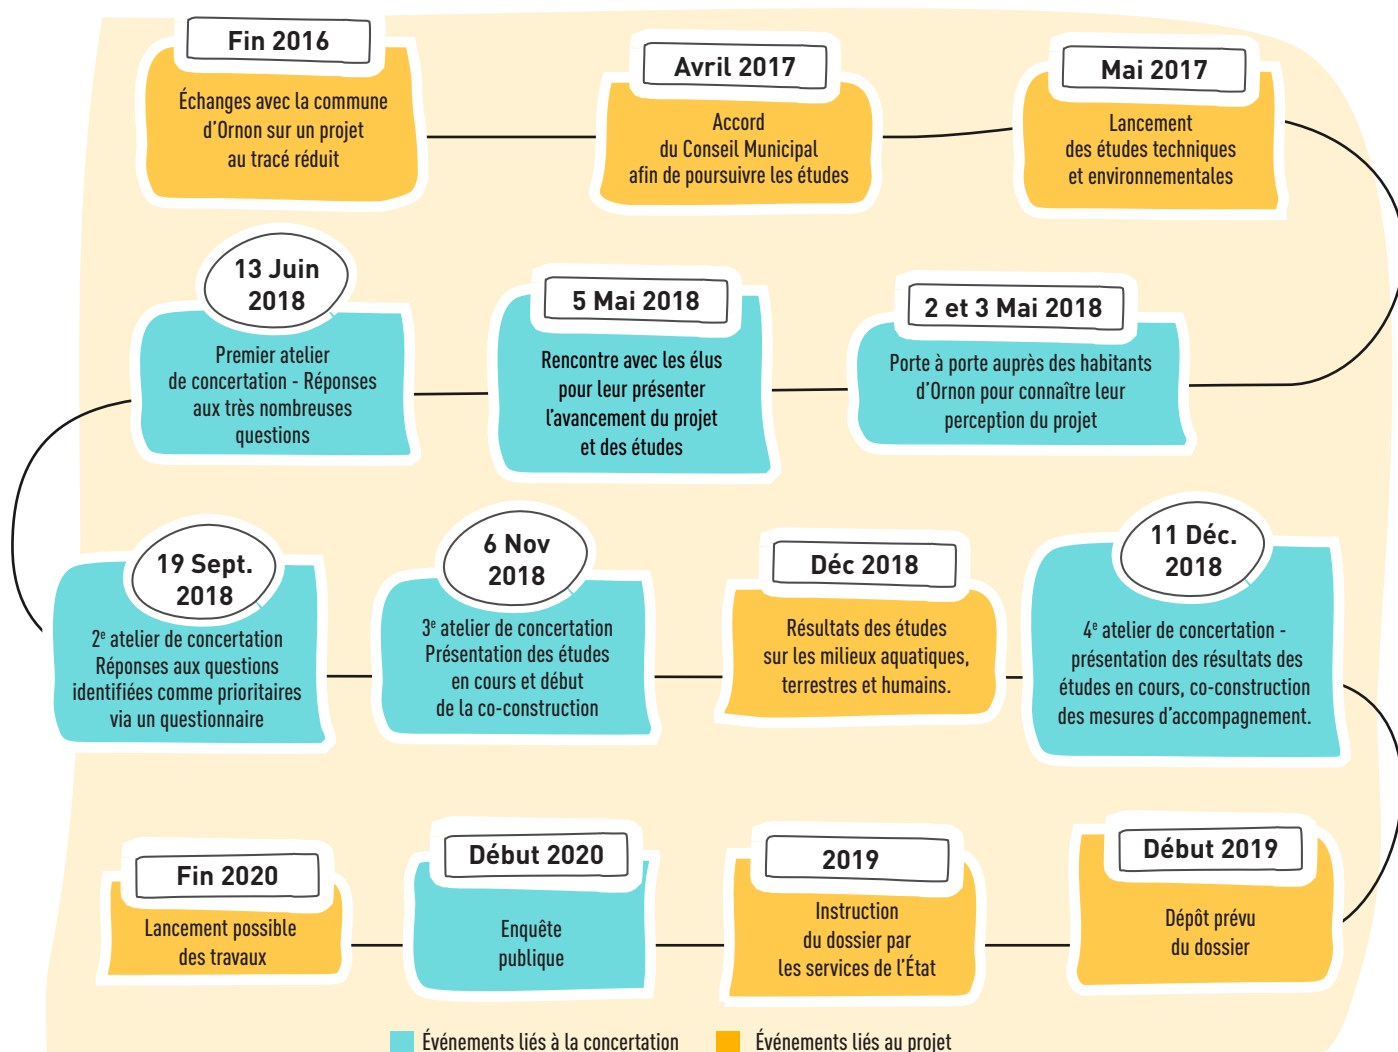 Fin 2016
Échanges avec la commune
d'Ornon sur un projet
au tracé réduit
Avril 2017
Accord
du Conseil Municipal
afin de poursuivre les études
Mai 2017
Lancement
des études techniques
et environnementales
2 et 3 Mai 2018
Porte à porte auprès des habitants
d'Ornon pour connaître leur
perception du projet
5 Mai 2018
Rencontre avec les élus
pour leur présenter
l'avancement du projet
et des études
13 Juin
2018
Premier atelier
de concertation - Réponses
aux très nombreuses
questions
19 Sept.
2018
2e atelier de concertation
Réponses aux questions
identifiées comme prioritaires
via un questionnaire
6 Nov
2018
3e atelier de concertation
Présentation des études
en cours et début
de la co-construction
Déc 2018
Résultats des études
sur les milieux aquatiques,
terrestres et humains.
11 Déc.
2018
4e atelier de concertation -
présentation des résultats des
études en cours, co-construction
des mesures d'accompagnement.
Début 2019
Dépôt prévu
du dossier
2019
Instruction
du dossier par
les services de l'État
Début 2020
Enquête
publique
Fin 2020
Lancement possible
des travaux
Événements liés à la concertation
Événements liés au projet